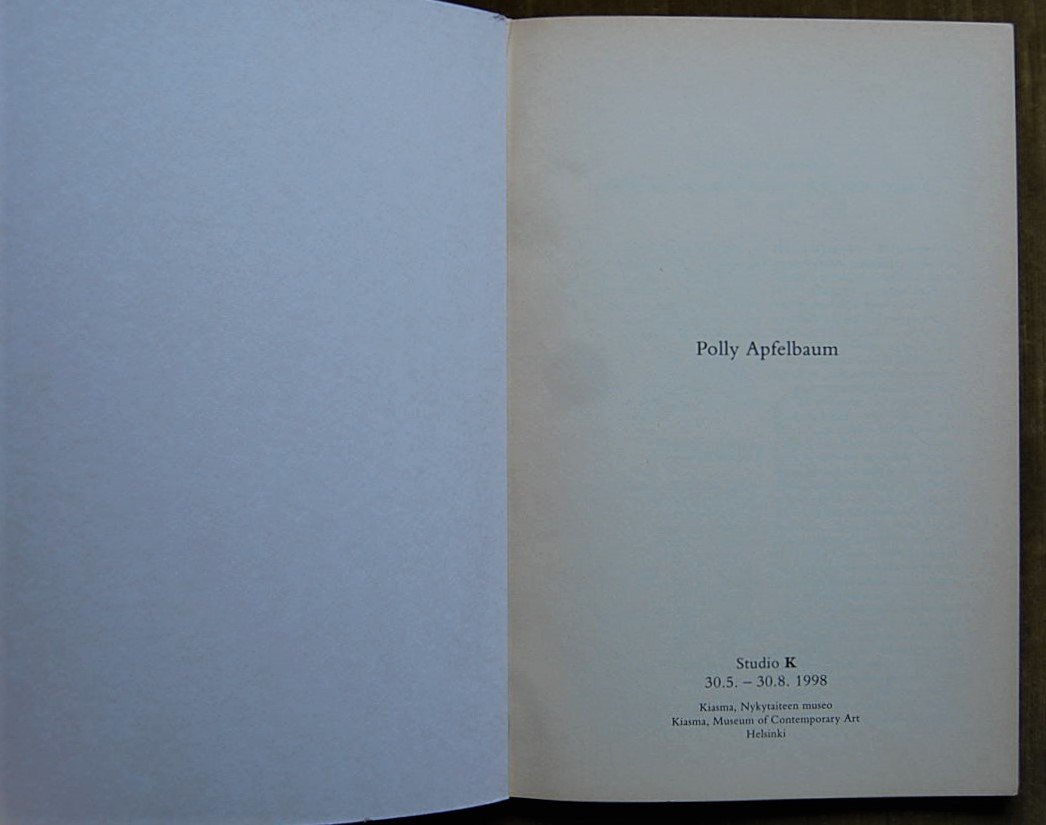 Polly Apfelbaum
Studio K
30.5. – 30.8. 1998
Kiasma, Nykytaiteen museo
Kiasma, Museum of Contemporary Art
Helsinki